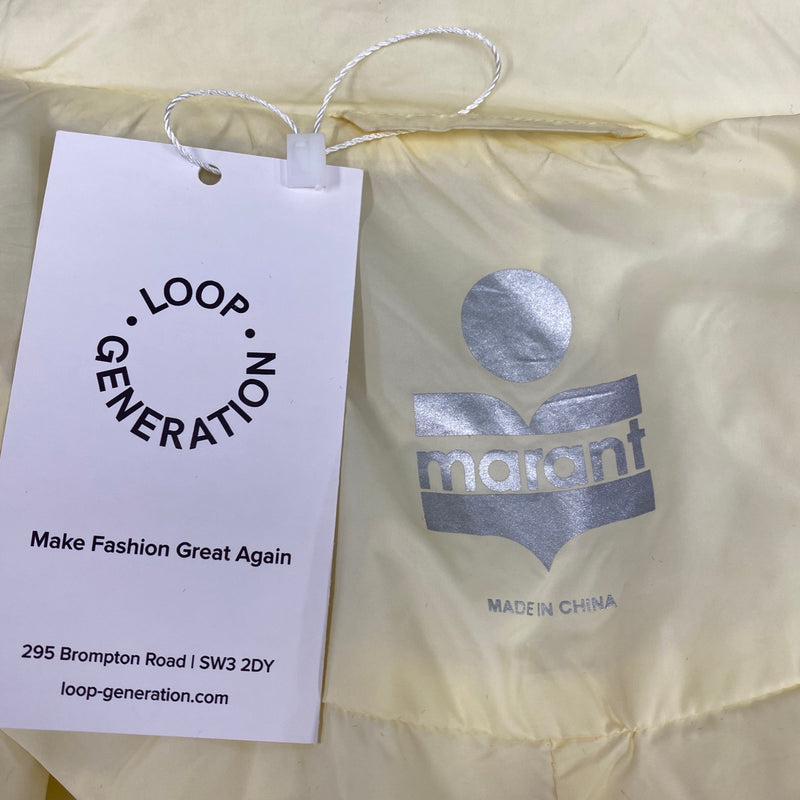 • LOOP •
GENERATION
Make Fashion Great Again
295 Brompton Road | SW3 2DY
loop-generation.com
marant
MADE IN CHINA